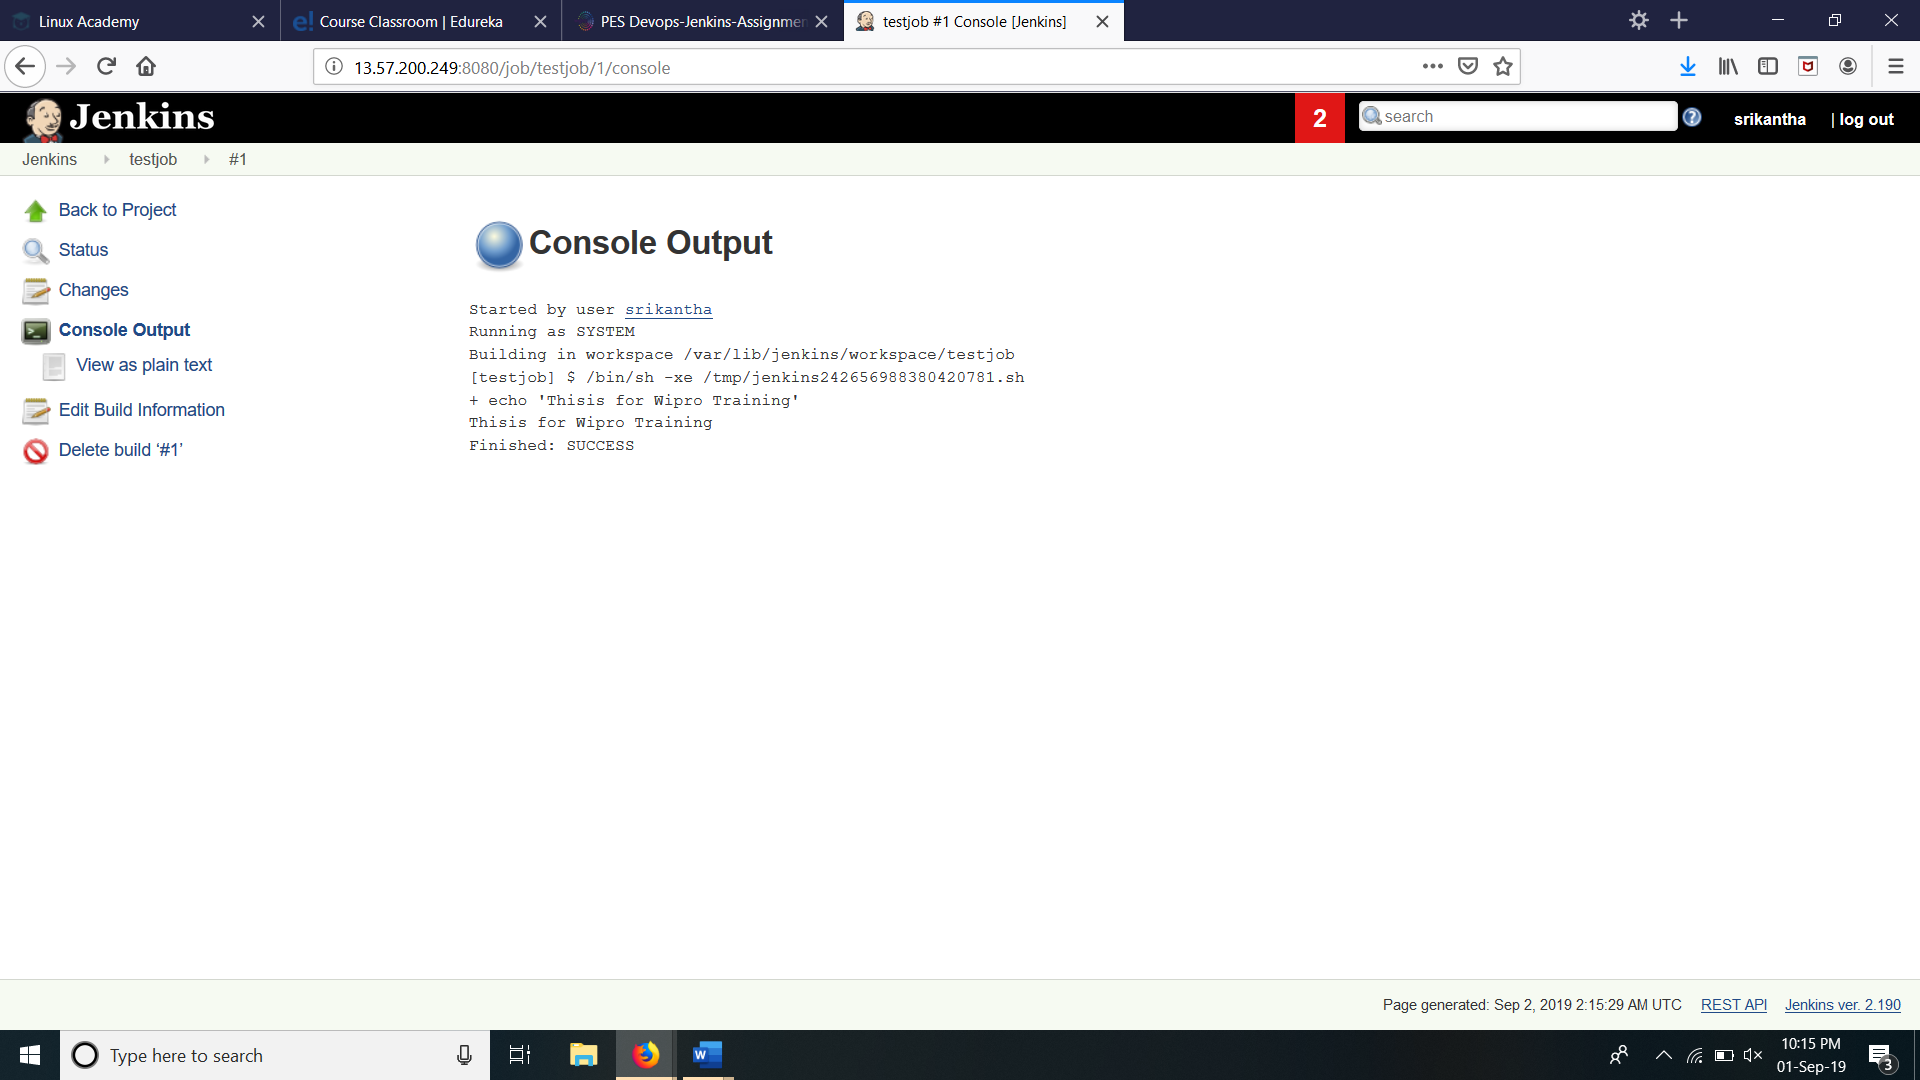 Linux Academy
Course Classroom | Edureka
PES Devops-Jenkins-Assignmen
testjob #1 Console [Jenkins]
13.57.200.249:8080/job/testjob/1/console
Jenkins
2
search
srikantha
| log out
Jenkins
testjob
#1
Back to Project
Status
Changes
Console Output
View as plain text
Edit Build Information
Delete build ‘#1’
Console Output
Started by user srikantha
Running as SYSTEM
Building in workspace /var/lib/jenkins/workspace/testjob
[testjob] $ /bin/sh -xe /tmp/jenkins242656988380420781.sh
+ echo 'Thisis for Wipro Training'
Thisis for Wipro Training
Finished: SUCCESS
Page generated: Sep 2, 2019 2:15:29 AM UTC
REST API
Jenkins ver. 2.190
Type here to search
10:15 PM
01-Sep-19
3